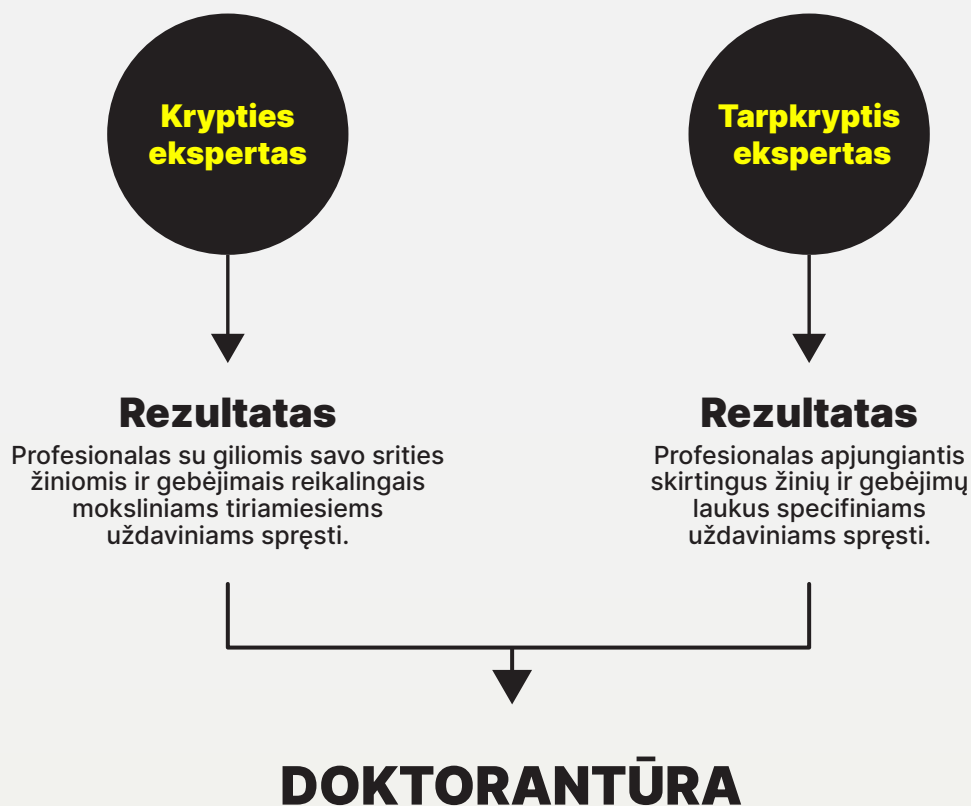 Krypties
ekspertas
Tarpkryptis
ekspertas
Rezultatas
Profesionalas su giliomis savo srities
žiniomis ir gebėjimais reikalingais
moksliniams tiriamiesiems
uždaviniams spręsti.
Rezultatas
Profesionalas apjungiantis
skirtingus žinių ir gebėjimų
laukus specifiniams
uždaviniams spręsti.
DOKTORANTŪRA